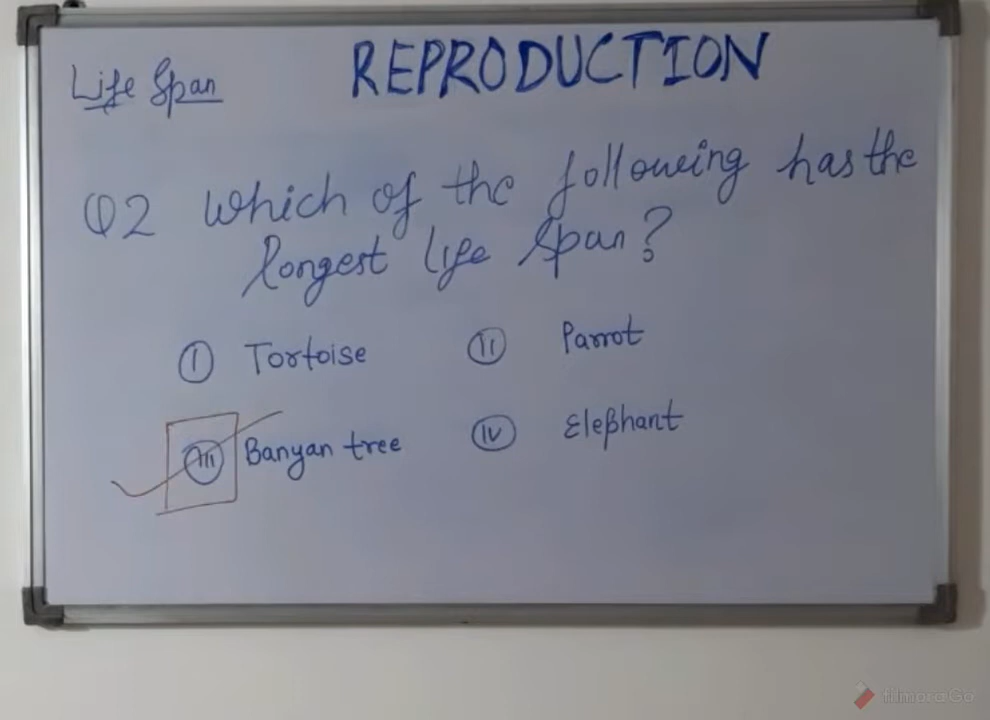 Life Span
REPRODUCTION
Q2 Which of the following has the
longest life span?
I Tortoise
II Parrot
III Banyan tree
IV Elephant
filmoraGo